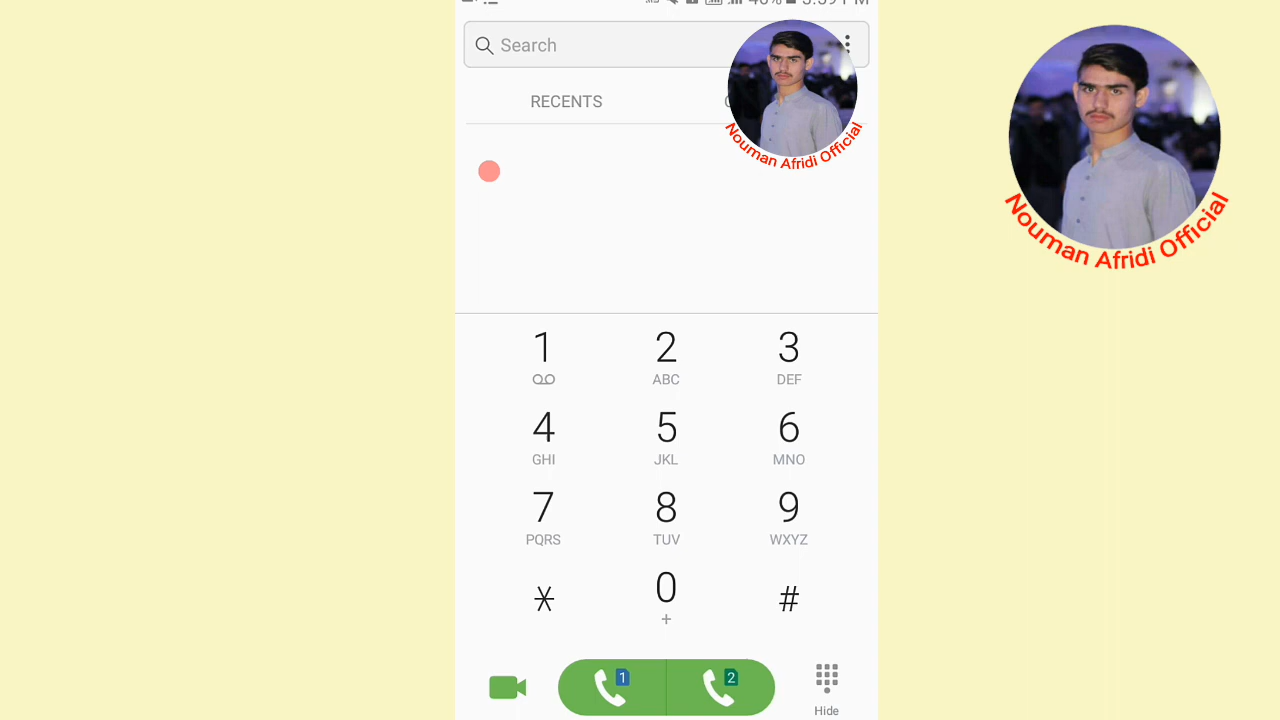 Search
RECENTS
Nouman Afridi Official
Nouman Afridi Official
1
2
ABC
3
DEF
4
GHI
5
JKL
6
MNO
7
PQRS
8
TUV
9
WXYZ
*
0
+
#
1
2
Hide